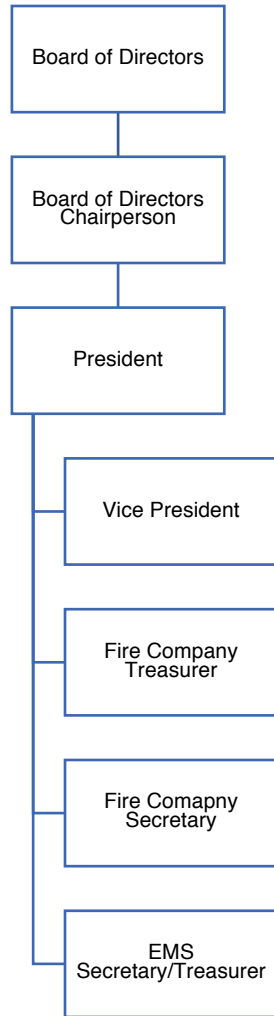 Board of Directors
Board of Directors
Chairperson
President
Vice President
Fire Company
Treasurer
Fire Comapny
Secretary
EMS
Secretary/Treasurer